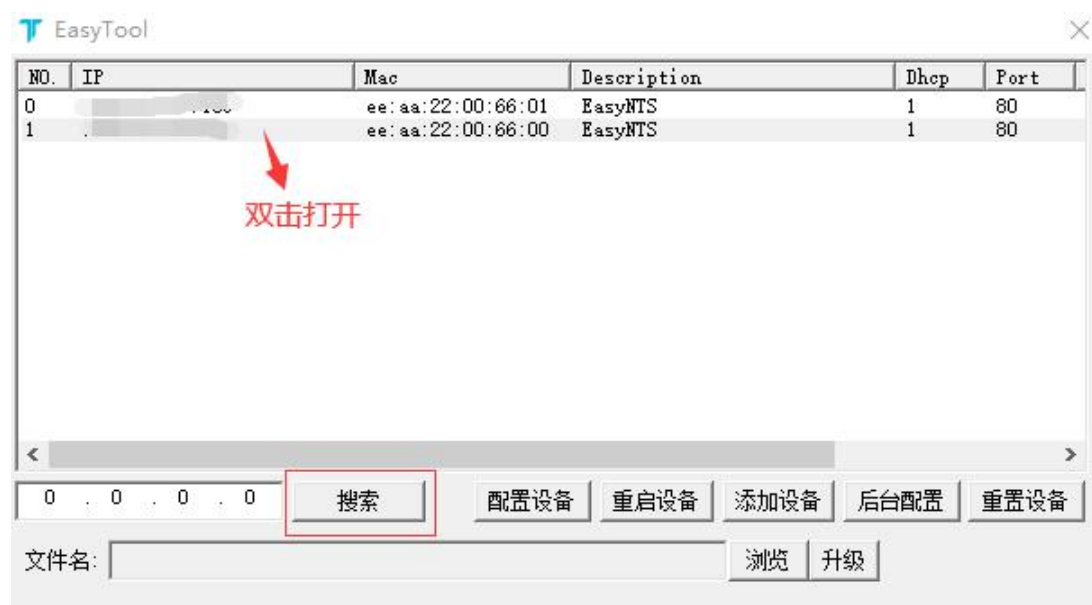 EasyTool
NO. IP Mac Description Dhcp Port
0 ee:aa:22:00:66:01 EasyNTS 1 80
1 ee:aa:22:00:66:00 EasyNTS 1 80
双击打开
0 . 0 . 0 . 0 搜索 配置设备 重启设备 添加设备 后台配置 重置设备
文件名: 浏览 升级